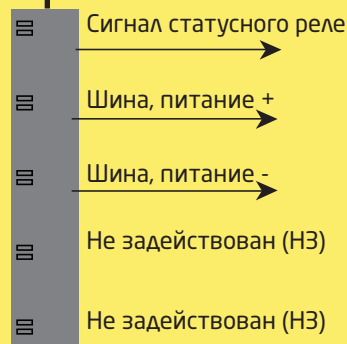 Сигнал статусного реле
Шина, питание +
Шина, питание -
Не задействован (НЗ)
Не задействован (НЗ)